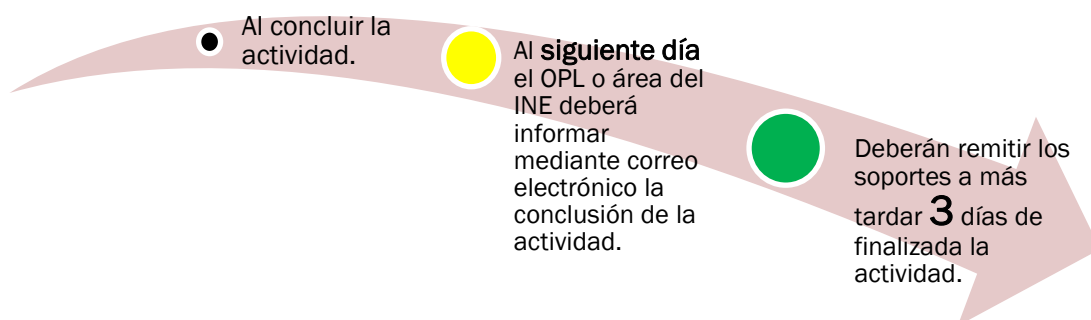 Al concluir la
actividad.
Al siguiente día
el OPL o área del
INE deberá
informar
mediante correo
electrónico la
conclusión de la
actividad.
Deberán remitir los
soportes a más
tardar 3 días de
finalizada la
actividad.